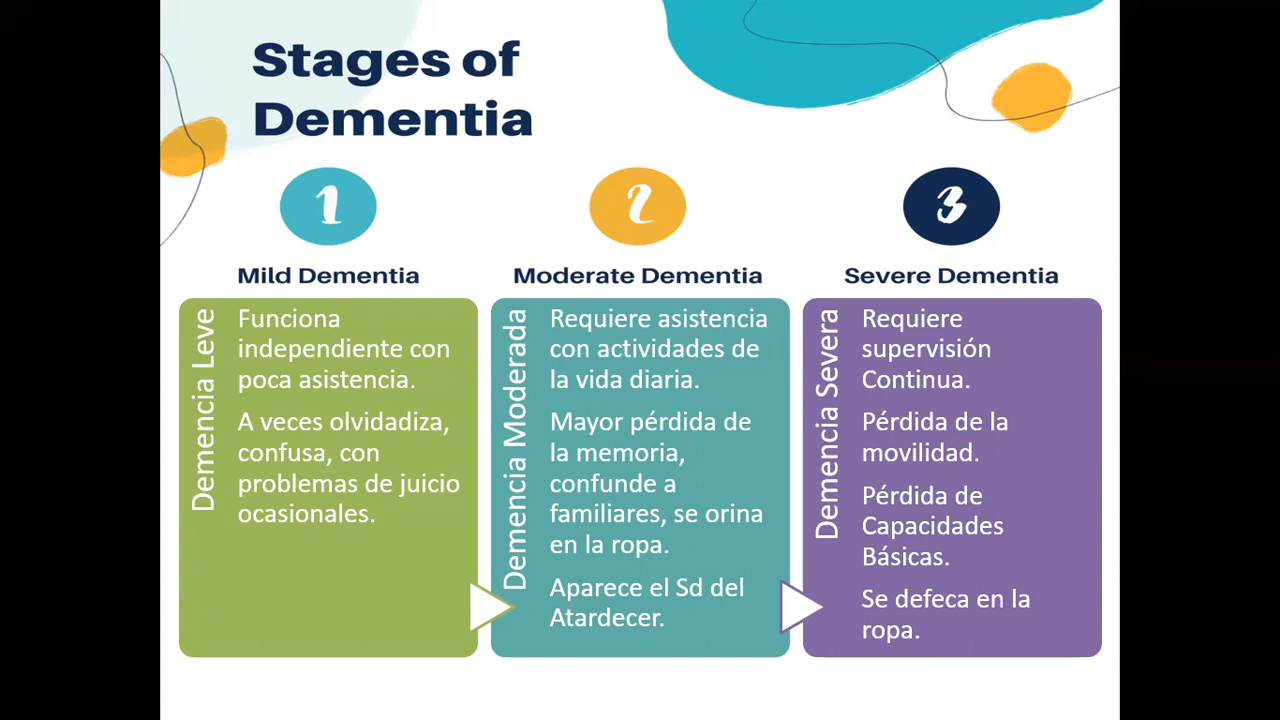 Stages of
Dementia
1
Mild Dementia
Demencia Leve
Funciona
independiente con
poca asistencia.
A veces olvidadiza,
confusa, con
problemas de juicio
ocasionales.
2
Moderate Dementia
Demencia Moderada
Requiere asistencia
con actividades de
la vida diaria.
Mayor pérdida de
la memoria,
confunde a
familiares, se orina
en la ropa.
Aparece el Sd del
Atardecer.
3
Severe Dementia
Demencia Severa
Requiere
supervisión
Continua.
Pérdida de la
movilidad.
Pérdida de
Capacidades
Básicas.
Se defeca en la
ropa.